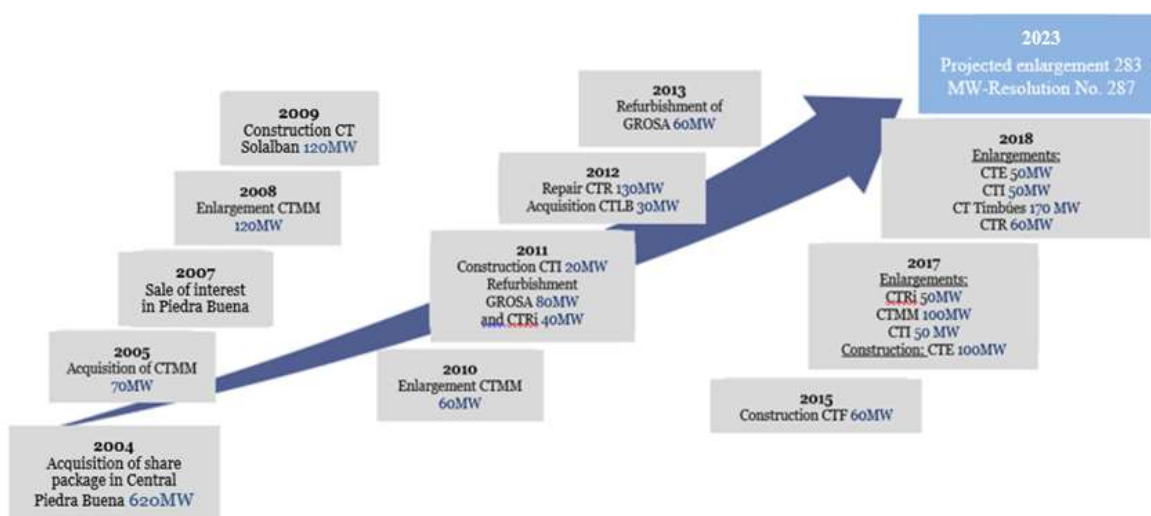 2004
Acquisition of share
package in Central
Piedra Buena 620MW
2005
Acquisition of CTMM
70MW
2007
Sale of interest
in Piedra Buena
2008
Enlargement CTMM
120MW
2009
Construction CT
Solalban 120MW
2010
Enlargement CTMM
60MW
2011
Construction CTI 20MW
Refurbishment
GROSA 80MW
and CTRi 40MW
2012
Repair CTR 130MW
Acquisition CTLB 30MW
2013
Refurbishment of
GROSA 60MW
2015
Construction CTF 60MW
2017
Enlargements:
CTRi 50MW
CTMM 100MW
CTI 50 MW
Construction: CTE 100MW
2018
Enlargements:
CTE 50MW
CTI 50MW
CT Timbúes 170 MW
CTR 60MW
2023
Projected enlargement 283
MW-Resolution No. 287